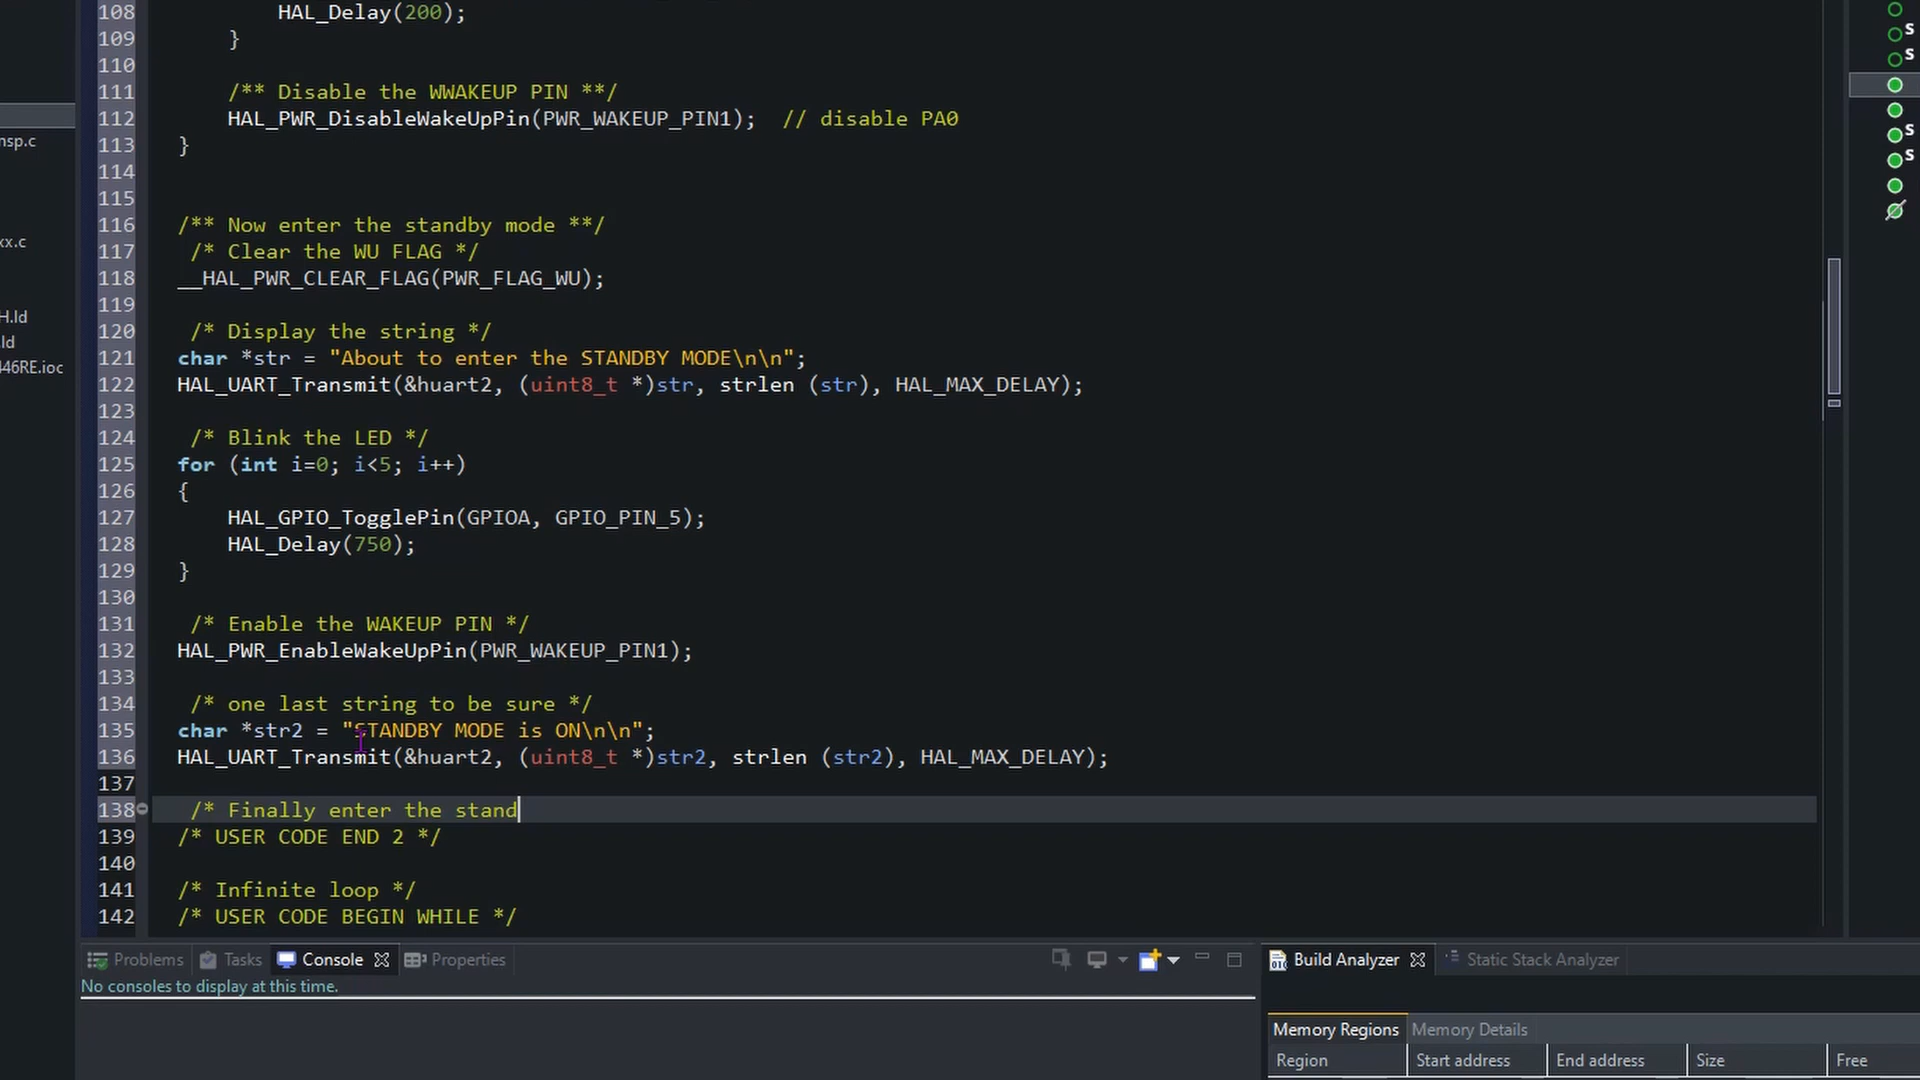 108 HAL_Delay(200);
109 }
110
111 /** Disable the WWAKEUP PIN **/
112 HAL_PWR_DisableWakeUpPin(PWR_WAKEUP_PIN1); // disable PA0
113 }
114
115
116 /** Now enter the standby mode **/
117 /* Clear the WU FLAG */
118 __HAL_PWR_CLEAR_FLAG(PWR_FLAG_WU);
119
120 /* Display the string */
121 char *str = "About to enter the STANDBY MODE\n\n";
122 HAL_UART_Transmit(&huart2, (uint8_t *)str, strlen (str), HAL_MAX_DELAY);
123
124 /* Blink the LED */
125 for (int i=0; i<5; i++)
126 {
127 HAL_GPIO_TogglePin(GPIOA, GPIO_PIN_5);
128 HAL_Delay(750);
129 }
130
131 /* Enable the WAKEUP PIN */
132 HAL_PWR_EnableWakeUpPin(PWR_WAKEUP_PIN1);
133
134 /* one last string to be sure */
135 char *str2 = "STANDBY MODE is ON\n\n";
136 HAL_UART_Transmit(&huart2, (uint8_t *)str2, strlen (str2), HAL_MAX_DELAY);
137
138 /* Finally enter the stand
139 /* USER CODE END 2 */
140
141 /* Infinite loop */
142 /* USER CODE BEGIN WHILE */
nsp.c
xx.c
H.ld
.ld
446RE.ioc
S
S
S
S
Problems Tasks Console Properties
No consoles to display at this time.
Build Analyzer Static Stack Analyzer
Memory Regions Memory Details
Region Start address End address Size Free